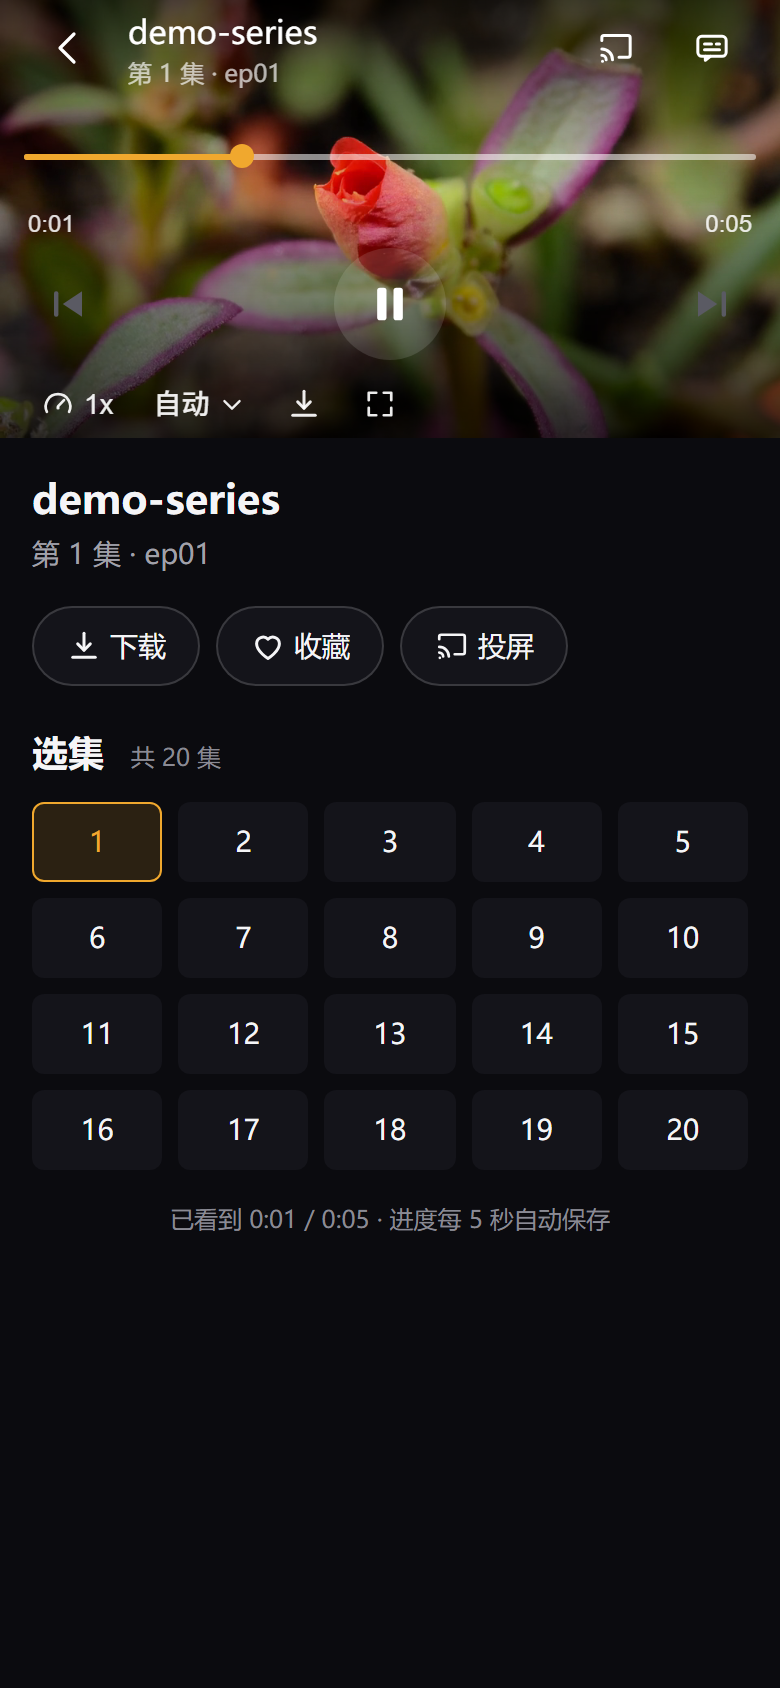 demo-series
第 1 集 · ep01
0:01
0:05
1x 自动
demo-series
第 1 集 · ep01
下载 收藏 投屏
选集 共 20 集
1 2 3 4 5
6 7 8 9 10
11 12 13 14 15
16 17 18 19 20
已看到 0:01 / 0:05 · 进度每 5 秒自动保存